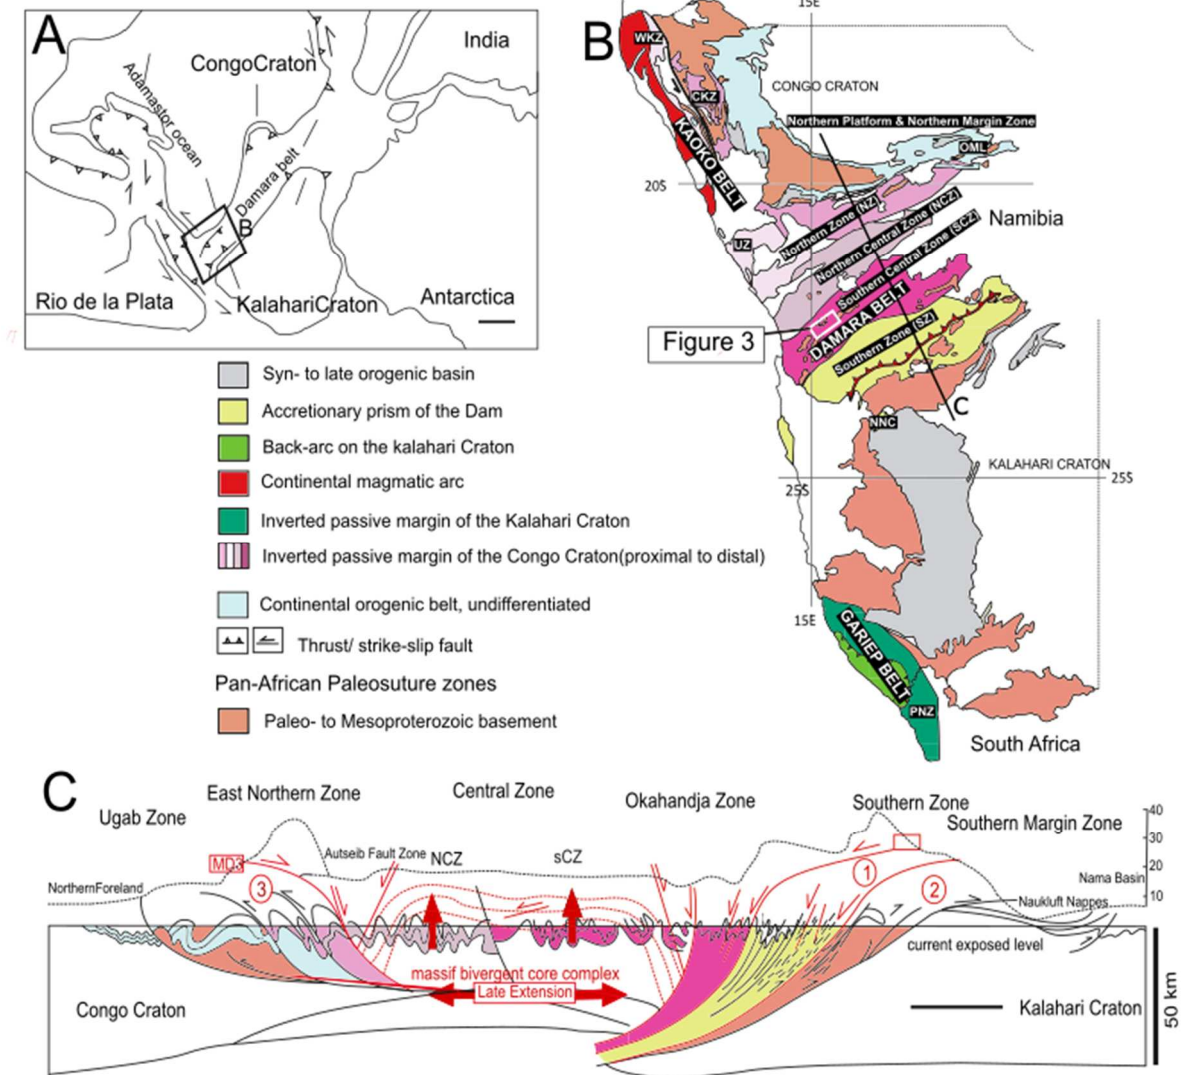 A
India
CongoCraton
Adamastor ocean
Damara belt
B
Rio de la Plata
KalahariCraton
Antarctica
B
15E
WKZ
CONGO CRATON
CKZ
Northern Platform & Northern Margin Zone
OML
KAOKO BELT
20S
Namibia
Northern Zone (NZ)
Northern Central Zone (NCZ)
Southern Central Zone (SCZ)
UZ
Figure 3
DAMARA BELT
Southern Zone (SZ)
C
NNC
KALAHARI CRATON
25S
25S
15E
GARIEP BELT
PNZ
South Africa
Syn- to late orogenic basin
Accretionary prism of the Dam
Back-arc on the kalahari Craton
Continental magmatic arc
Inverted passive margin of the Kalahari Craton
Inverted passive margin of the Congo Craton(proximal to distal)
Continental orogenic belt, undifferentiated
Thrust/ strike-slip fault
Pan-African Paleosuture zones
Paleo- to Mesoproterozoic basement
C
Ugab Zone
East Northern Zone
Central Zone
Okahandja Zone
Southern Zone
Southern Margin Zone
40
30
20
10
MD3
Autseib Fault Zone
NCZ
sCZ
NorthernForeland
3
1
2
Nama Basin
Naukluft Nappes
current exposed level
massif bivergent core complex
Late Extension
Congo Craton
Kalahari Craton
50 km